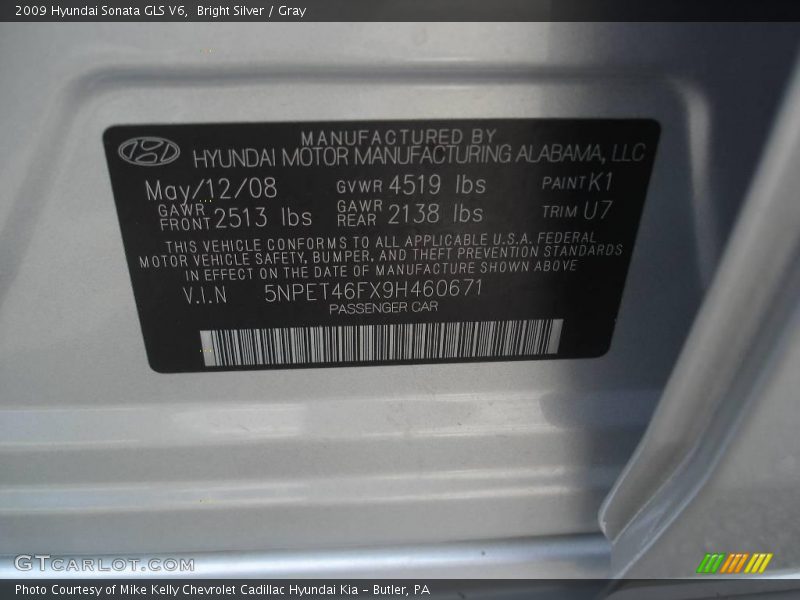 2009 Hyundai Sonata GLS V6,  Bright Silver / Gray
MANUFACTURED BY
HYUNDAI MOTOR MANUFACTURING ALABAMA, LLC
May/12/08 GVWR 4519 lbs PAINT K1
GAWR FRONT 2513 lbs GAWR REAR 2138 lbs TRIM U7
THIS VEHICLE CONFORMS TO ALL APPLICABLE U.S.A. FEDERAL
MOTOR VEHICLE SAFETY, BUMPER, AND THEFT PREVENTION STANDARDS
IN EFFECT ON THE DATE OF MANUFACTURE SHOWN ABOVE
V.I.N 5NPET46FX9H460671
PASSENGER CAR
GTCARLOT.COM
Photo Courtesy of Mike Kelly Chevrolet Cadillac Hyundai Kia – Butler, PA